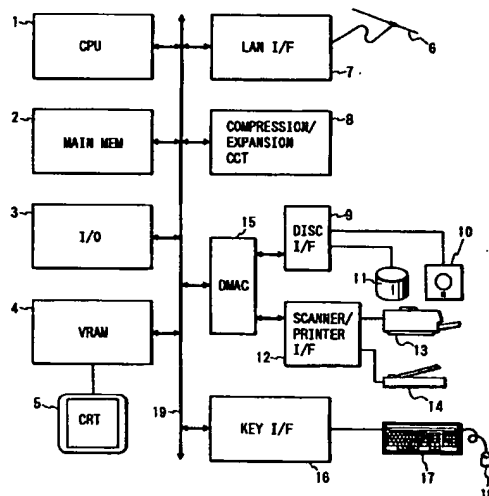 1
CPU
LAN I/F
6
7
2
MAIN MEM
COMPRESSION/
EXPANSION
CCT
8
3
I/O
15
DMAC
9
DISC
I/F
10
11
4
VRAM
SCANNER/
PRINTER
I/F
12
13
14
5
CRT
19
KEY I/F
16
17